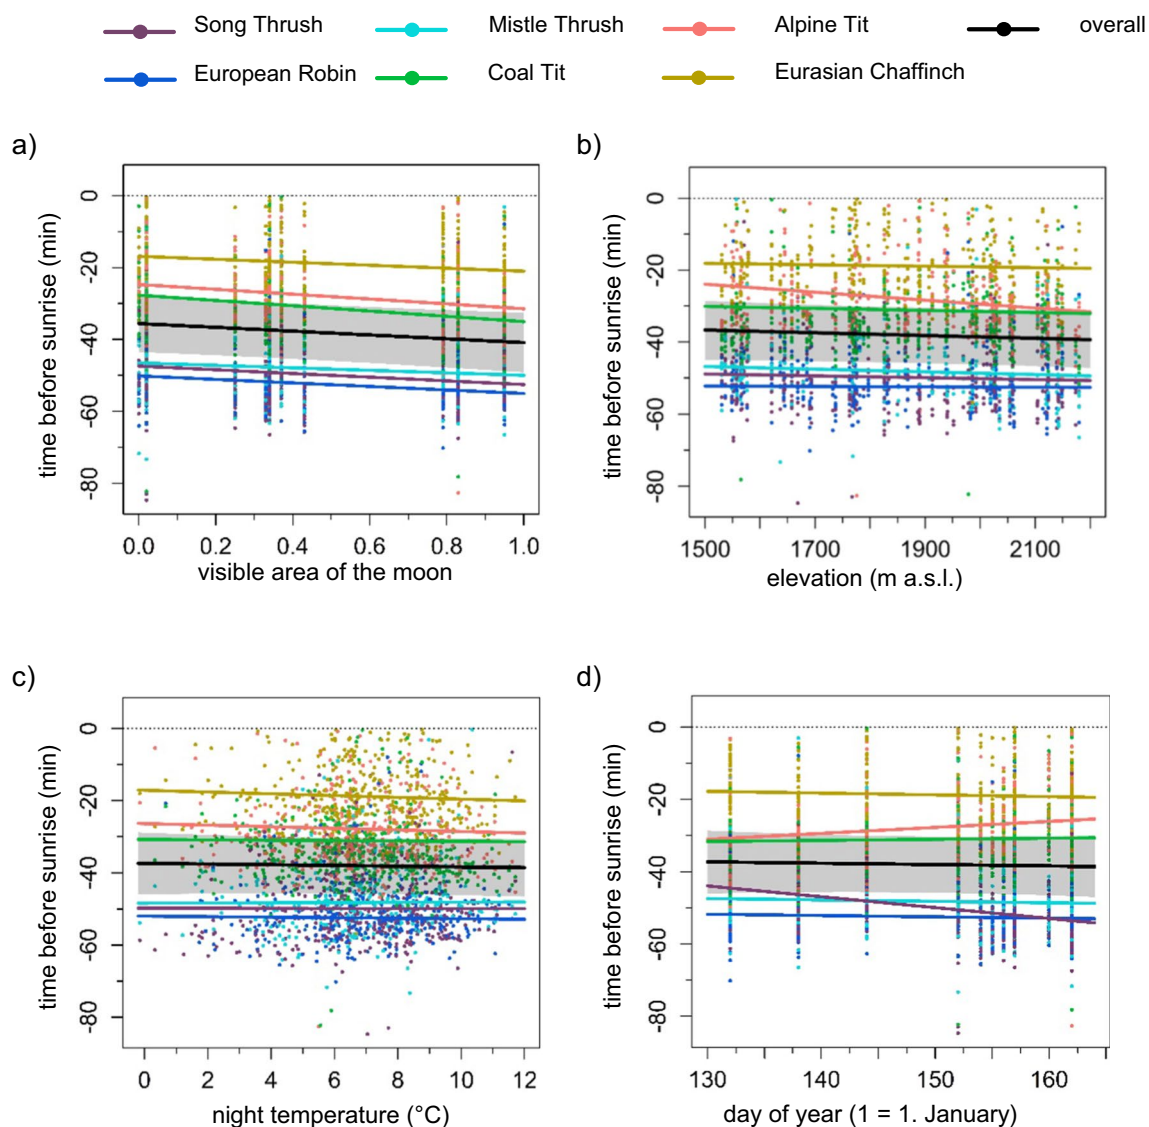 Song Thrush Mistle Thrush Alpine Tit overall
European Robin Coal Tit Eurasian Chaffinch
a)
0
-20
-40
-60
-80
time before sunrise (min)
0.0 0.2 0.4 0.6 0.8 1.0
visible area of the moon
b)
0
-20
-40
-60
-80
time before sunrise (min)
1500 1700 1900 2100
elevation (m a.s.l.)
c)
0
-20
-40
-60
-80
time before sunrise (min)
0 2 4 6 8 10 12
night temperature (°C)
d)
0
-20
-40
-60
-80
time before sunrise (min)
130 140 150 160
day of year (1 = 1. January)